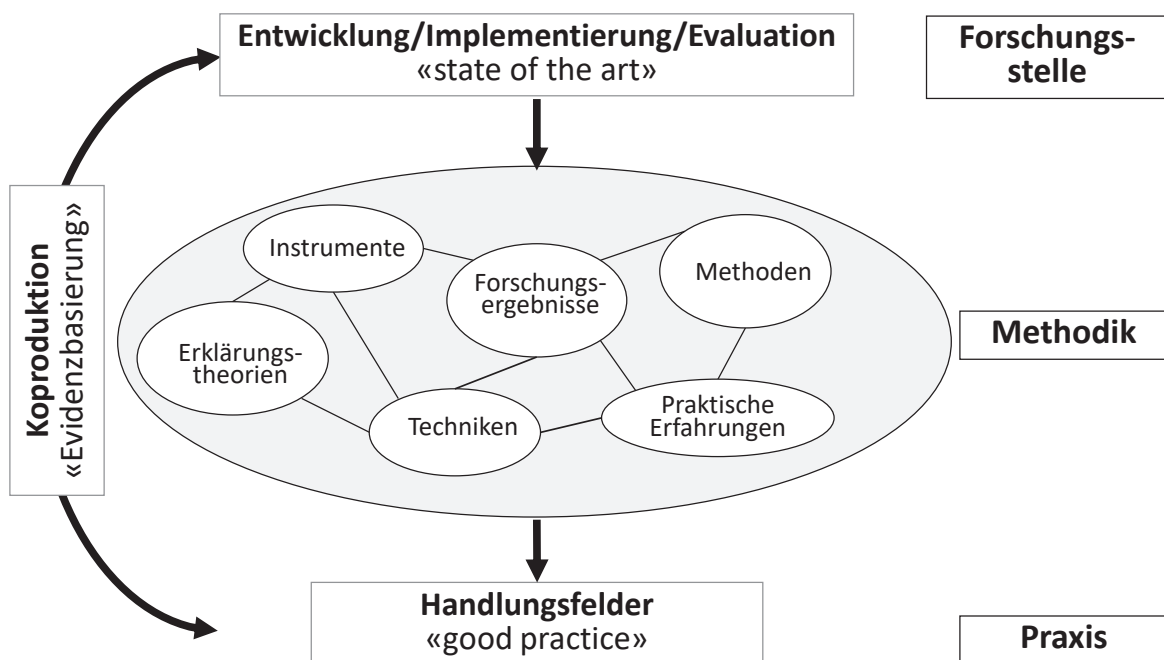 Entwicklung/Implementierung/Evaluation
«state of the art»
Forschungs-
stelle
Koproduktion
«Evidenzbasierung»
Instrumente
Forschungs-
ergebnisse
Methoden
Erklärungs-
theorien
Techniken
Praktische
Erfahrungen
Methodik
Handlungsfelder
«good practice»
Praxis